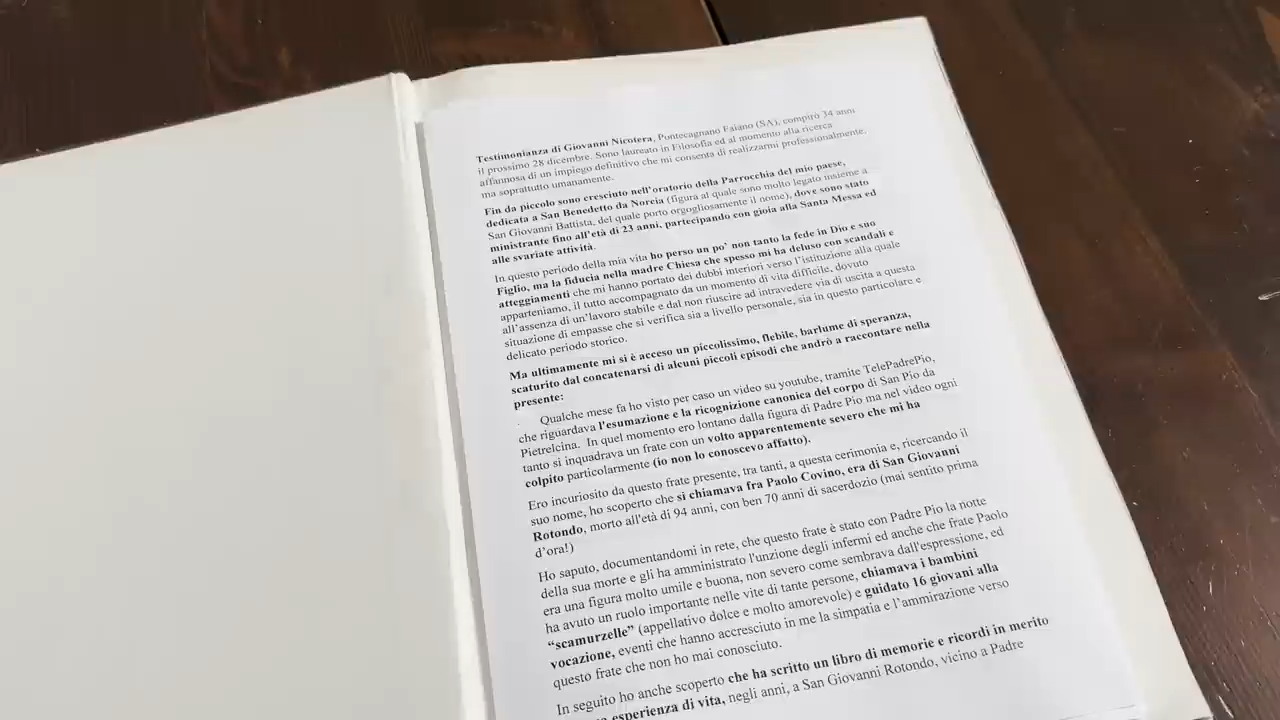 Testimonianza di Giovanni Nicotera, Pontecagnano Faiano (SA), compirò 34 anni
il prossimo 28 dicembre. Sono laureato in Filosofia ed al momento alla ricerca
affannosa di un impiego definitivo che mi consenta di realizzarmi professionalmente,
ma soprattutto umanamente.
Fin da piccolo sono cresciuto nell'oratorio della Parrocchia del mio paese,
dedicata a San Benedetto da Norcia (figura al quale sono molto legato insieme a
San Giovanni Battista, del quale porto orgogliosamente il nome), dove sono stato
ministrante fino all'età di 23 anni, partecipando con gioia alla Santa Messa ed
alle svariate attività.
In questo periodo della mia vita ho perso un po' non tanto la fede in Dio e suo
Figlio, ma la fiducia nella madre Chiesa che spesso mi ha deluso con scandali e
atteggiamenti che mi hanno portato dei dubbi interiori verso l'istituzione alla quale
apparteniamo, il tutto accompagnato da un momento di vita difficile, dovuto
all'assenza di un'lavoro stabile e dal non riuscire ad intravedere via di uscita a questa
situazione di empasse che si verifica sia a livello personale, sia in questo particolare e
delicato periodo storico.
Ma ultimamente mi si è acceso un piccolissimo, flebile, barlume di speranza,
scaturito dal concatenarsi di alcuni piccoli episodi che andrò a raccontare nella
presente:
· Qualche mese fa ho visto per caso un video su youtube, tramite TelePadrePio,
che riguardava l'esumazione e la ricognizione canonica del corpo di San Pio da
Pietrelcina. In quel momento ero lontano dalla figura di Padre Pio ma nel video ogni
tanto si inquadrava un frate con un volto apparentemente severo che mi ha
colpito particolarmente (io non lo conoscevo affatto).
Ero incuriosito da questo frate presente, tra tanti, a questa cerimonia e, ricercando il
suo nome, ho scoperto che si chiamava fra Paolo Covino, era di San Giovanni
Rotondo, morto all'età di 94 anni, con ben 70 anni di sacerdozio (mai sentito prima
d'ora!)
Ho saputo, documentandomi in rete, che questo frate è stato con Padre Pio la notte
della sua morte e gli ha amministrato l'unzione degli infermi ed anche che frate Paolo
era una figura molto umile e buona, non severo come sembrava dall'espressione, ed
ha avuto un ruolo importante nelle vite di tante persone, chiamava i bambini
“scamurzelle” (appellativo dolce e molto amorevole) e guidato 16 giovani alla
vocazione, eventi che hanno accresciuto in me la simpatia e l'ammirazione verso
questo frate che non ho mai conosciuto.
In seguito ho anche scoperto che ha scritto un libro di memorie e ricordi in merito
esperienza di vita, negli anni, a San Giovanni Rotondo, vicino a Padre